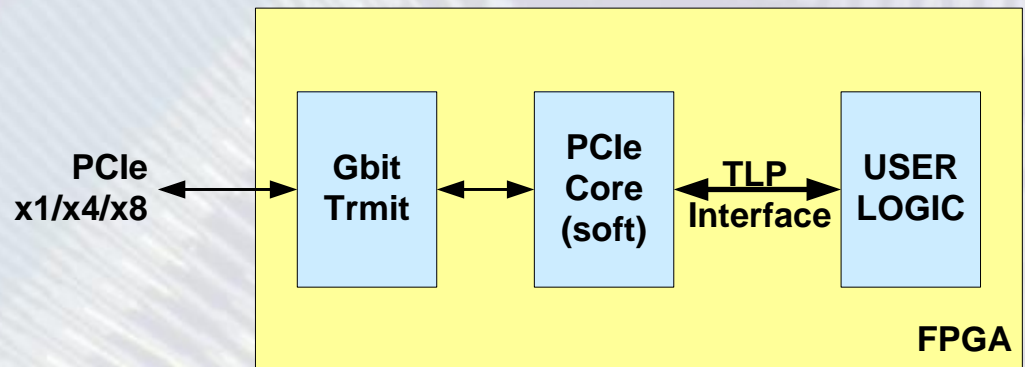 PCIe
x1/x4/x8
Gbit
Trmit
PCIe
Core
(soft)
TLP
Interface
USER
LOGIC
FPGA